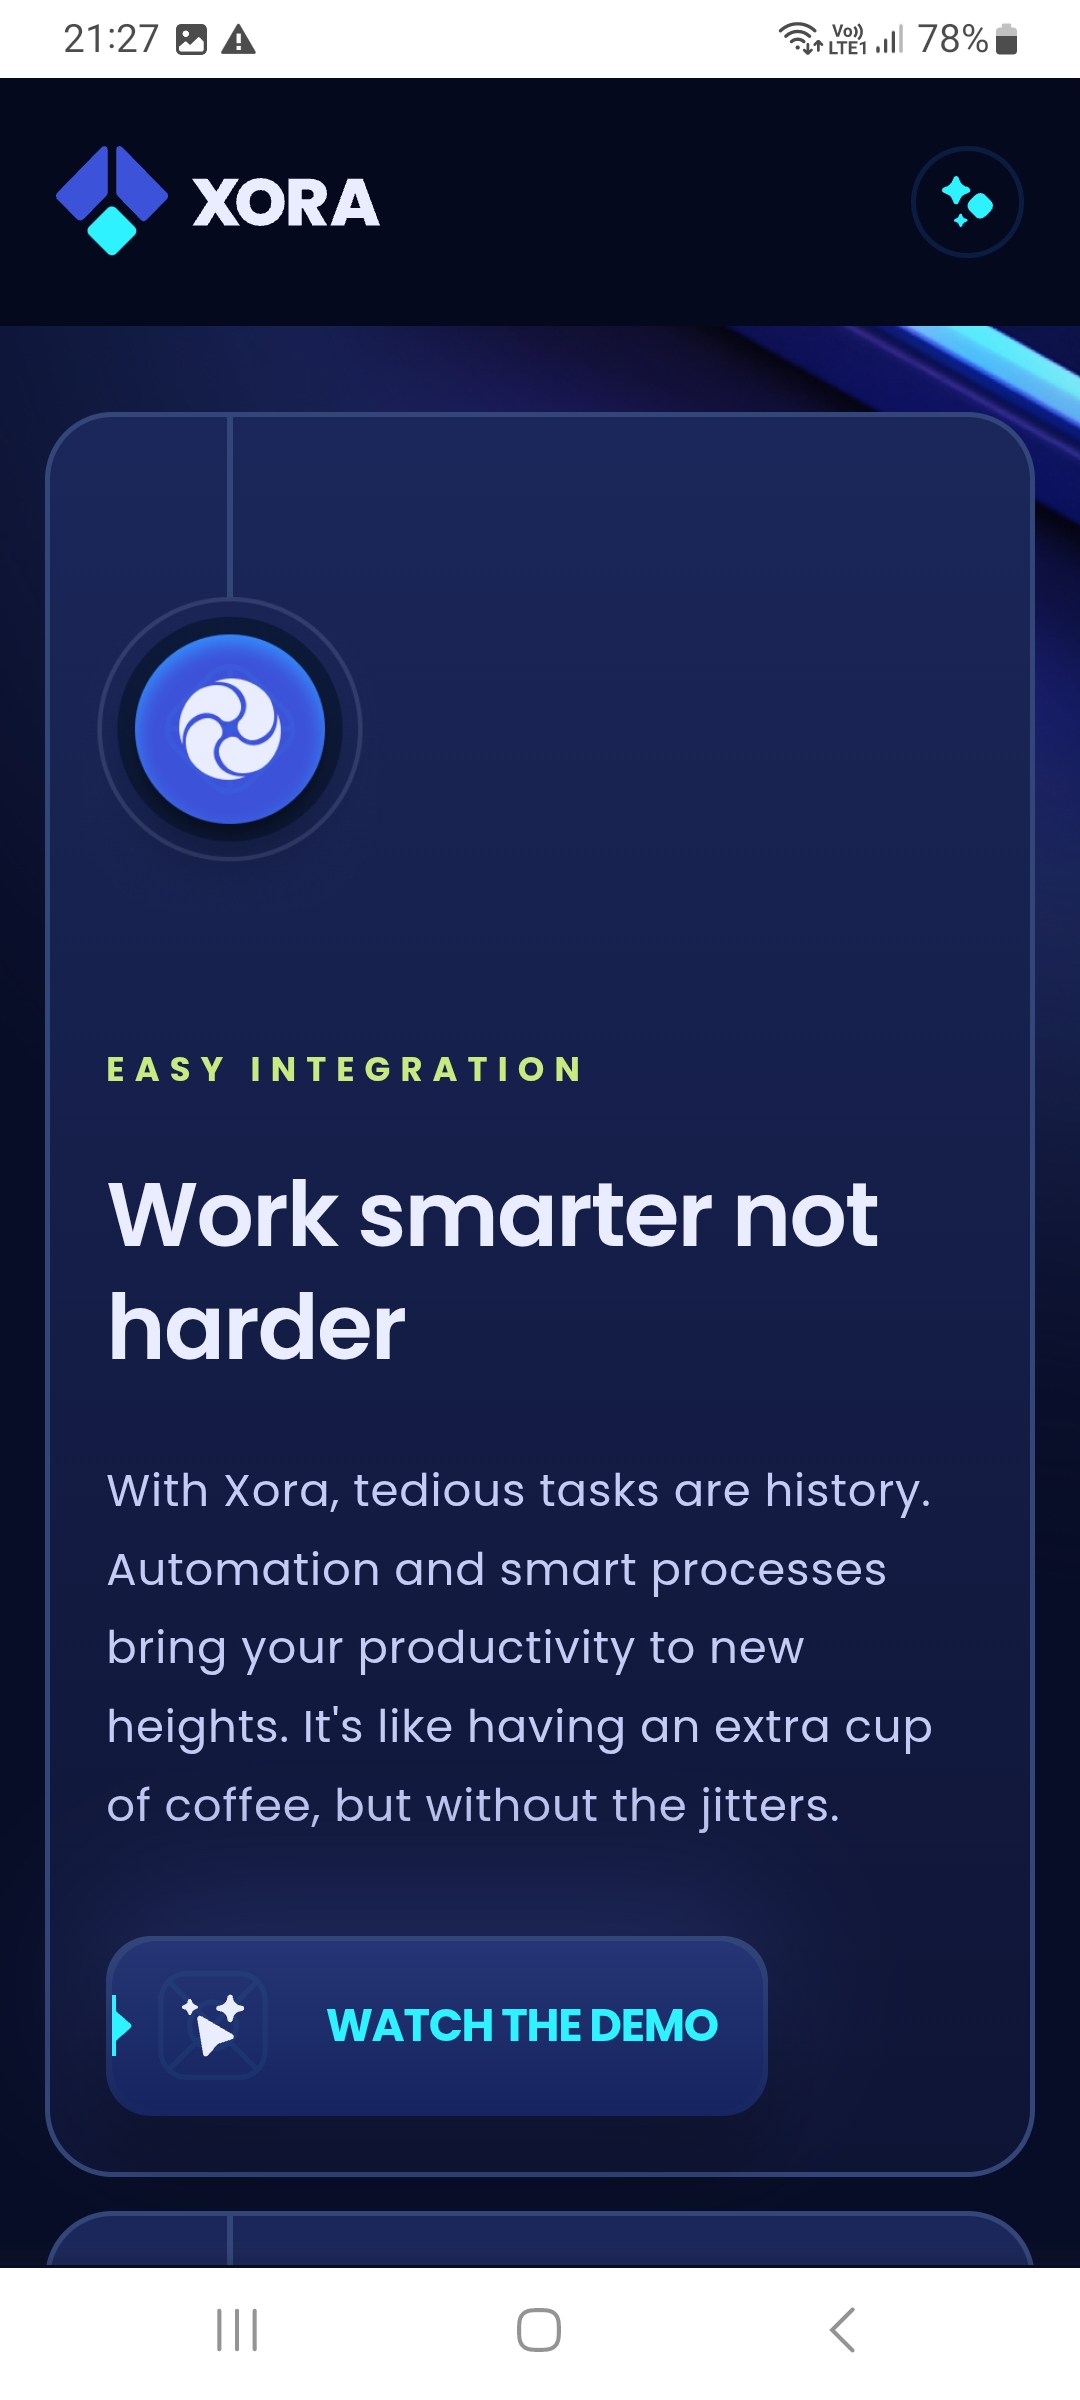 21:27
Vo)) LTE1 78%
XORA
EASY INTEGRATION
Work smarter not
harder
With Xora, tedious tasks are history.
Automation and smart processes
bring your productivity to new
heights. It's like having an extra cup
of coffee, but without the jitters.
WATCH THE DEMO